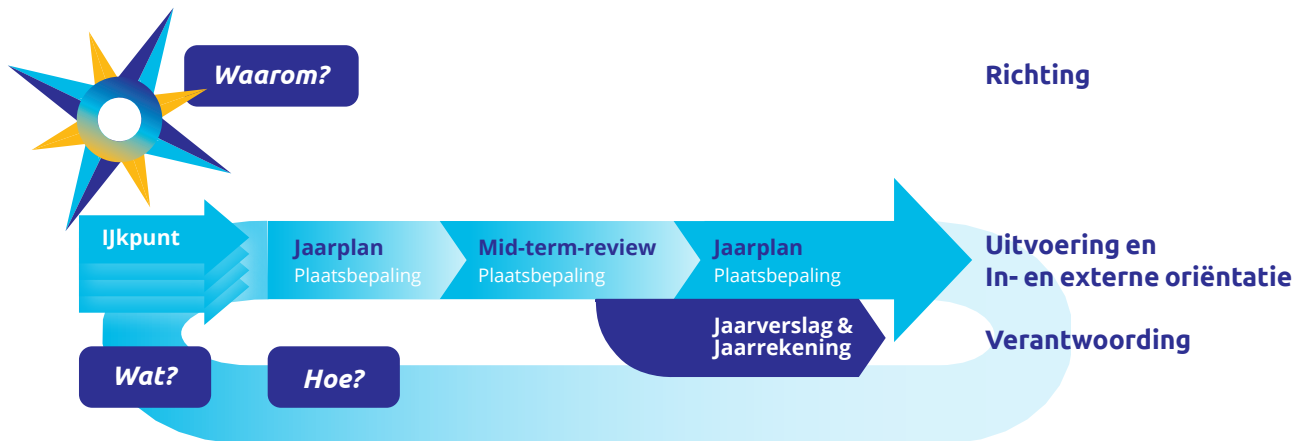 Waarom?
Richting
IJkpunt
Jaarplan
Plaatsbepaling
Mid-term-review
Plaatsbepaling
Jaarplan
Plaatsbepaling
Uitvoering en
In- en externe oriëntatie
Jaarverslag &
Jaarrekening
Verantwoording
Wat?
Hoe?